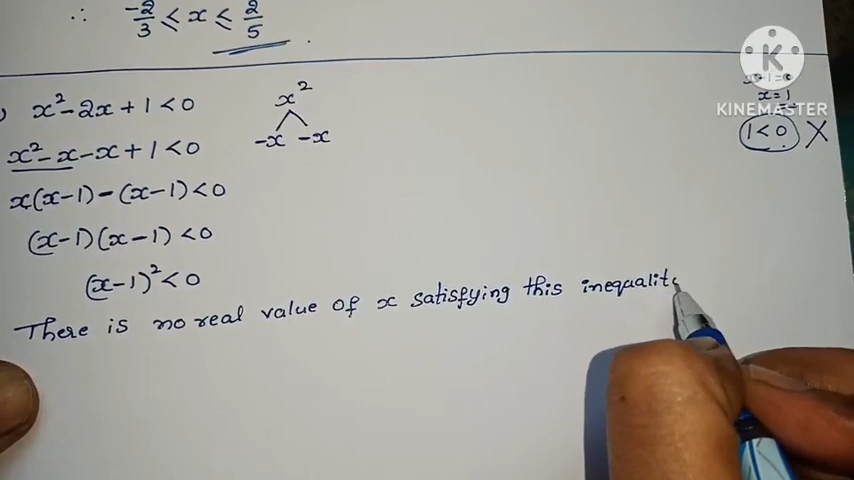 ∴ -2/3 ≤ x ≤ 2/5
x² - 2x + 1 < 0
x²
-x -x
x² - x - x + 1 < 0
x(x-1) - (x-1) < 0
(x-1)(x-1) < 0
(x-1)² < 0
There is no real value of x satisfying this inequalit
x = 1
KINEMASTER
1 < 0 X